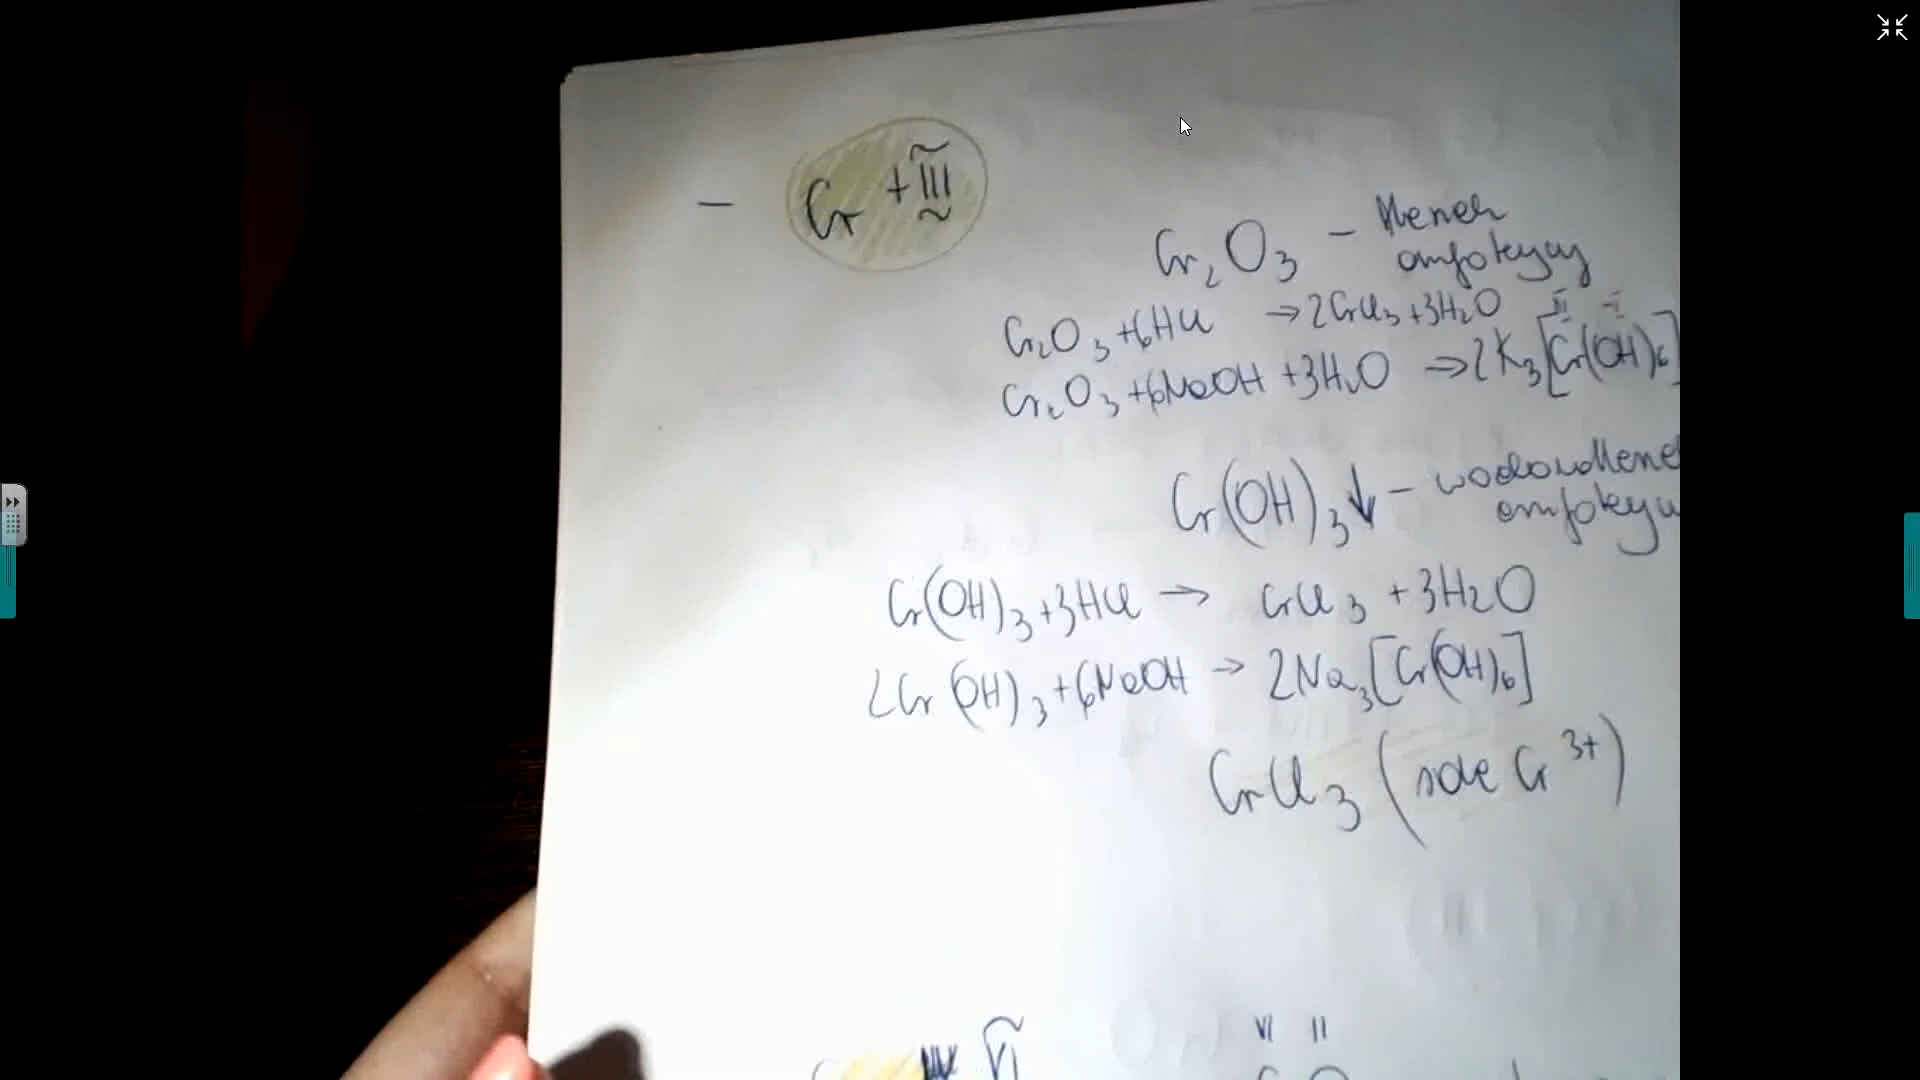 - Cr +III
Cr₂O₃ - tlenek
amfoteryczny
Cr₂O₃ + 6HCl → 2CrCl₃ + 3H₂O
III -I
Cr₂O₃ + 6NaOH + 3H₂O → 2K₃[Cr(OH)₆]
Cr(OH)₃↓ - wodorotlenek
Cr(OH)₃ + 3HCl → CrCl₃ + 3H₂O
2Cr(OH)₃ + 6NaOH → 2Na₃[Cr(OH)₆]
CrCl₃ (sole Cr³⁺)
VI VI II